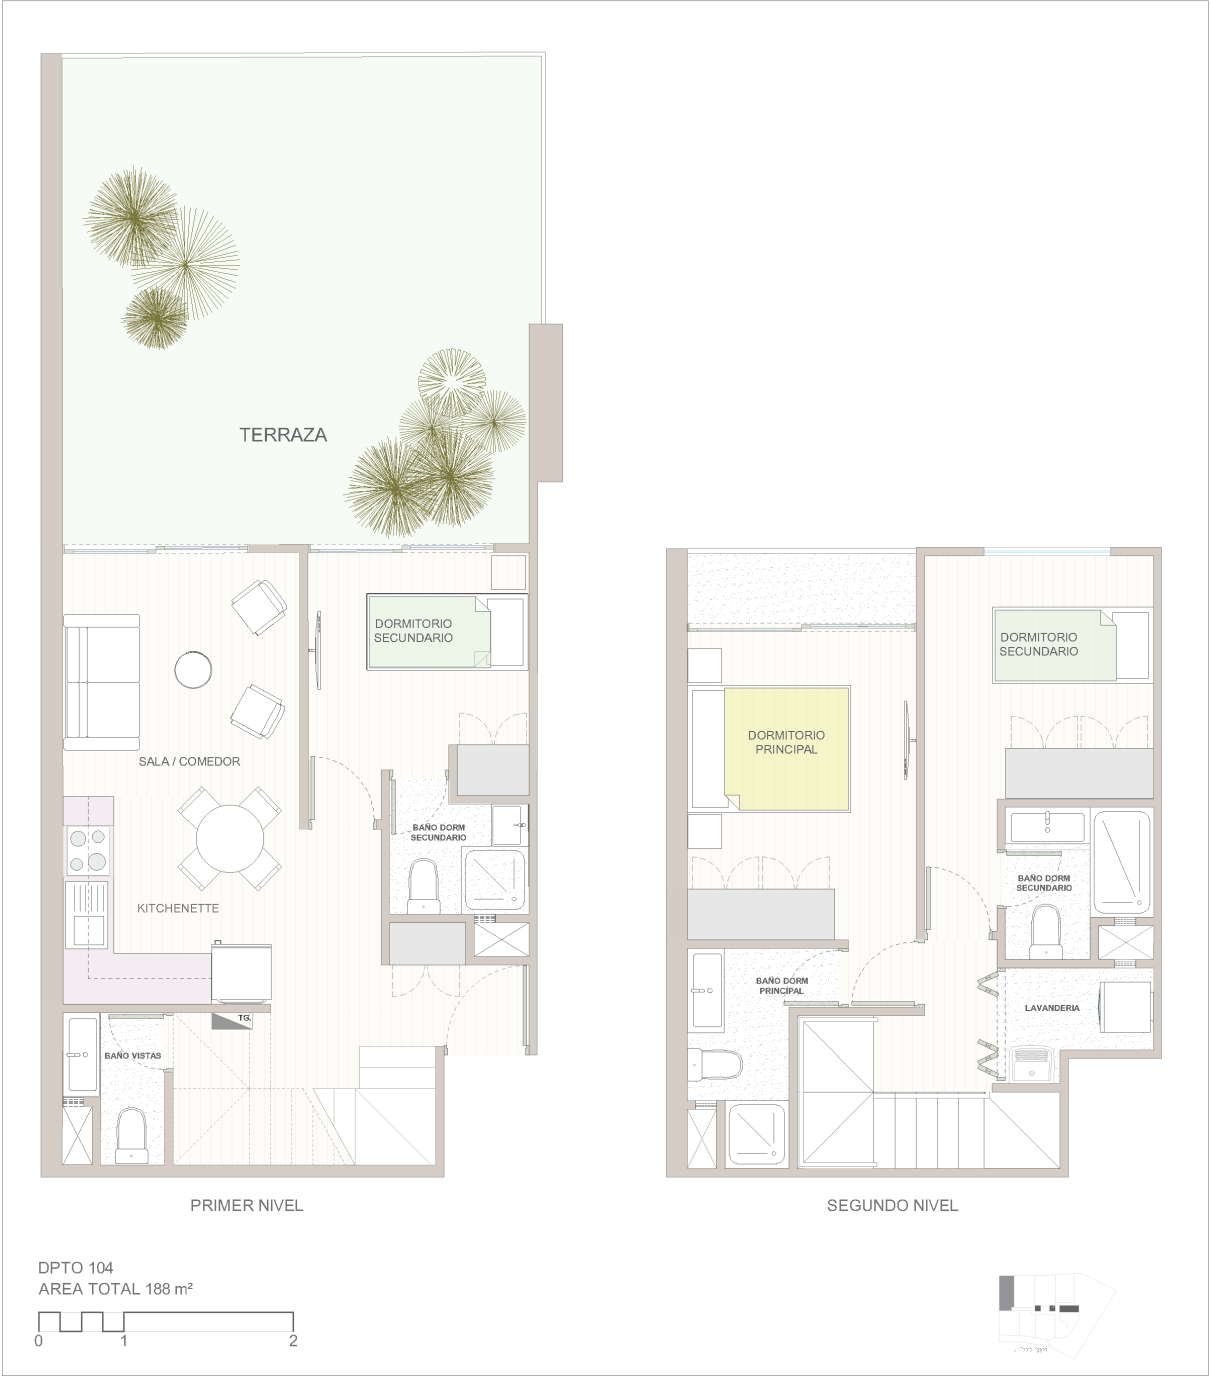 TERRAZA
DORMITORIO
SECUNDARIO
SALA / COMEDOR
BAÑO DORM
SECUNDARIO
KITCHENETTE
TG.
BAÑO VISTAS
PRIMER NIVEL
DORMITORIO
SECUNDARIO
DORMITORIO
PRINCIPAL
BAÑO DORM
SECUNDARIO
BAÑO DORM
PRINCIPAL
LAVANDERIA
SEGUNDO NIVEL
DPTO 104
AREA TOTAL 188 m²
0 1 2